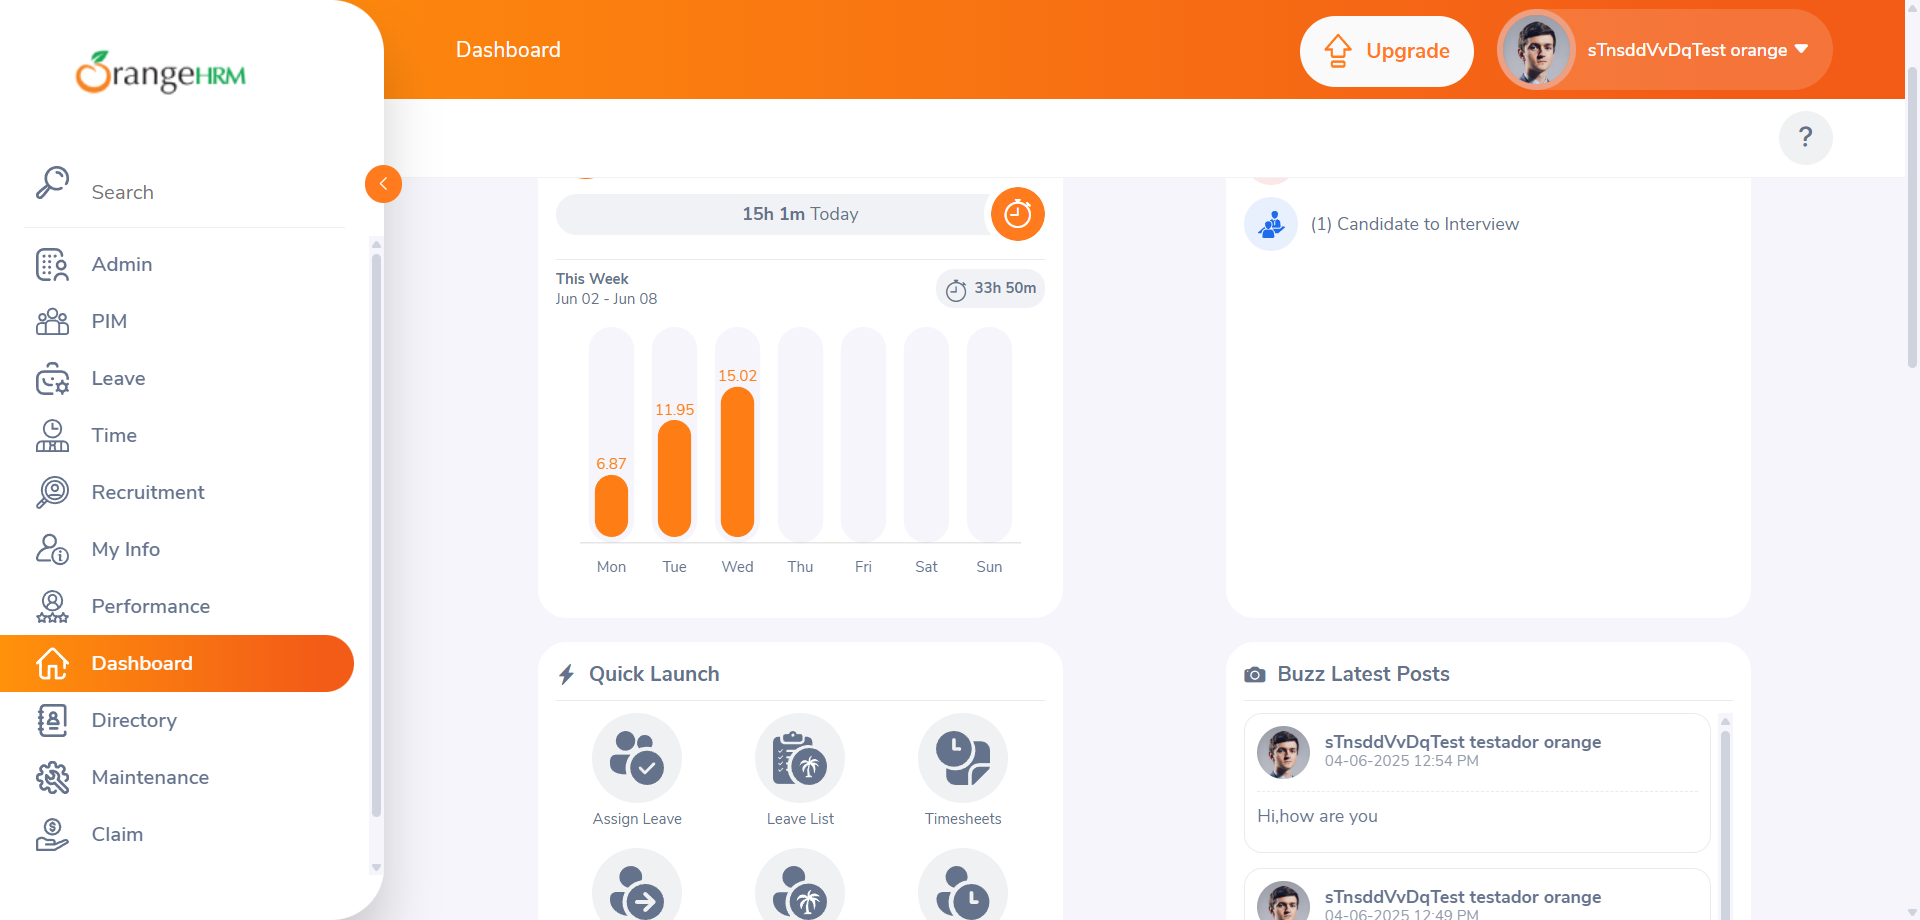 OrangeHRM
Dashboard
Upgrade
sTnsddVvDqTest orange
?
Search
Admin
PIM
Leave
Time
Recruitment
My Info
Performance
Dashboard
Directory
Maintenance
Claim
15h 1m Today
This Week
Jun 02 - Jun 08
33h 50m
6.87
11.95
15.02
Mon Tue Wed Thu Fri Sat Sun
(1) Candidate to Interview
Quick Launch
Assign Leave
Leave List
Timesheets
Buzz Latest Posts
sTnsddVvDqTest testador orange
04-06-2025 12:54 PM
Hi,how are you
sTnsddVvDqTest testador orange
04-06-2025 12:49 PM